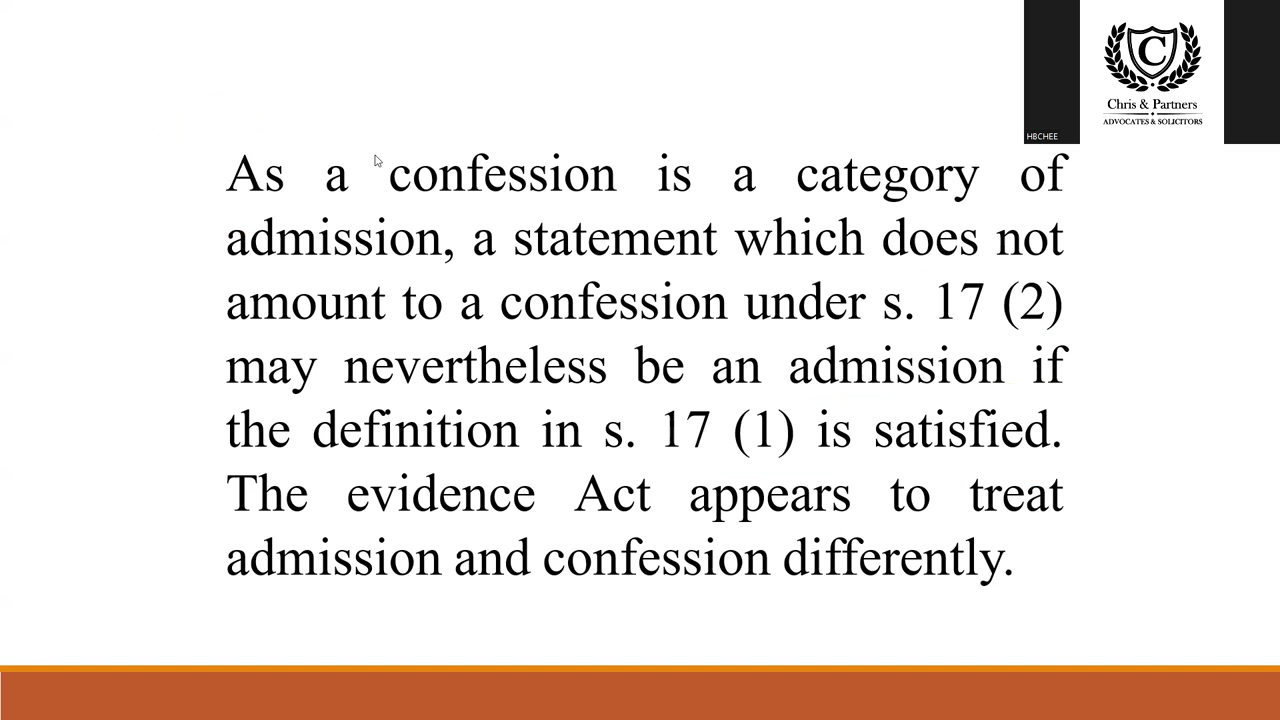 C
Chris & Partners
ADVOCATES & SOLICITORS
HBCHEE
As a confession is a category of
admission, a statement which does not
amount to a confession under s. 17 (2)
may nevertheless be an admission if
the definition in s. 17 (1) is satisfied.
The evidence Act appears to treat
admission and confession differently.